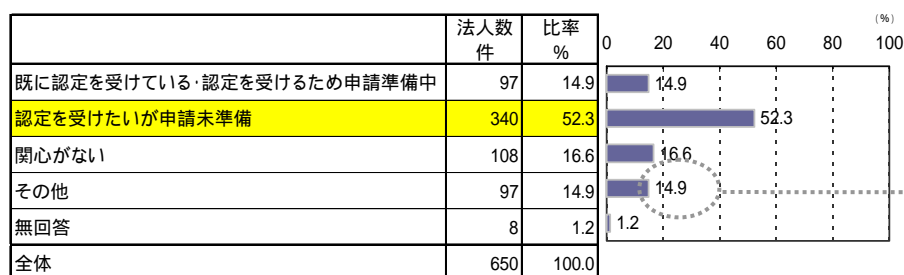 (%)
法人数 比率 0 20 40 60 80 100
件 %
既に認定を受けている・認定を受けるため申請準備中 97 14.9 14.9
認定を受けたいが申請未準備 340 52.3 52.3
関心がない 108 16.6 16.6
その他 97 14.9 14.9
無回答 8 1.2 1.2
全体 650 100.0